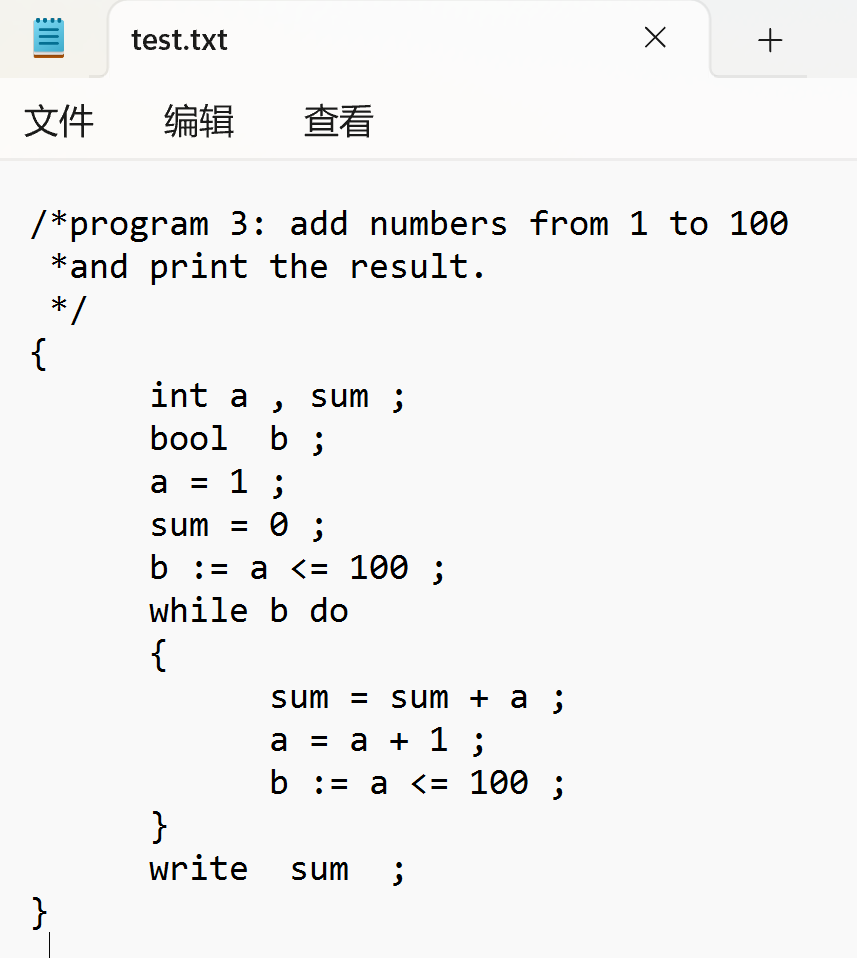 test.txt
文件 编辑 查看
/*program 3: add numbers from 1 to 100
 *and print the result.
 */
{
      int a , sum ;
      bool  b ;
      a = 1 ;
      sum = 0 ;
      b := a <= 100 ;
      while b do
      {
            sum = sum + a ;
            a = a + 1 ;
            b := a <= 100 ;
      }
      write  sum  ;
}